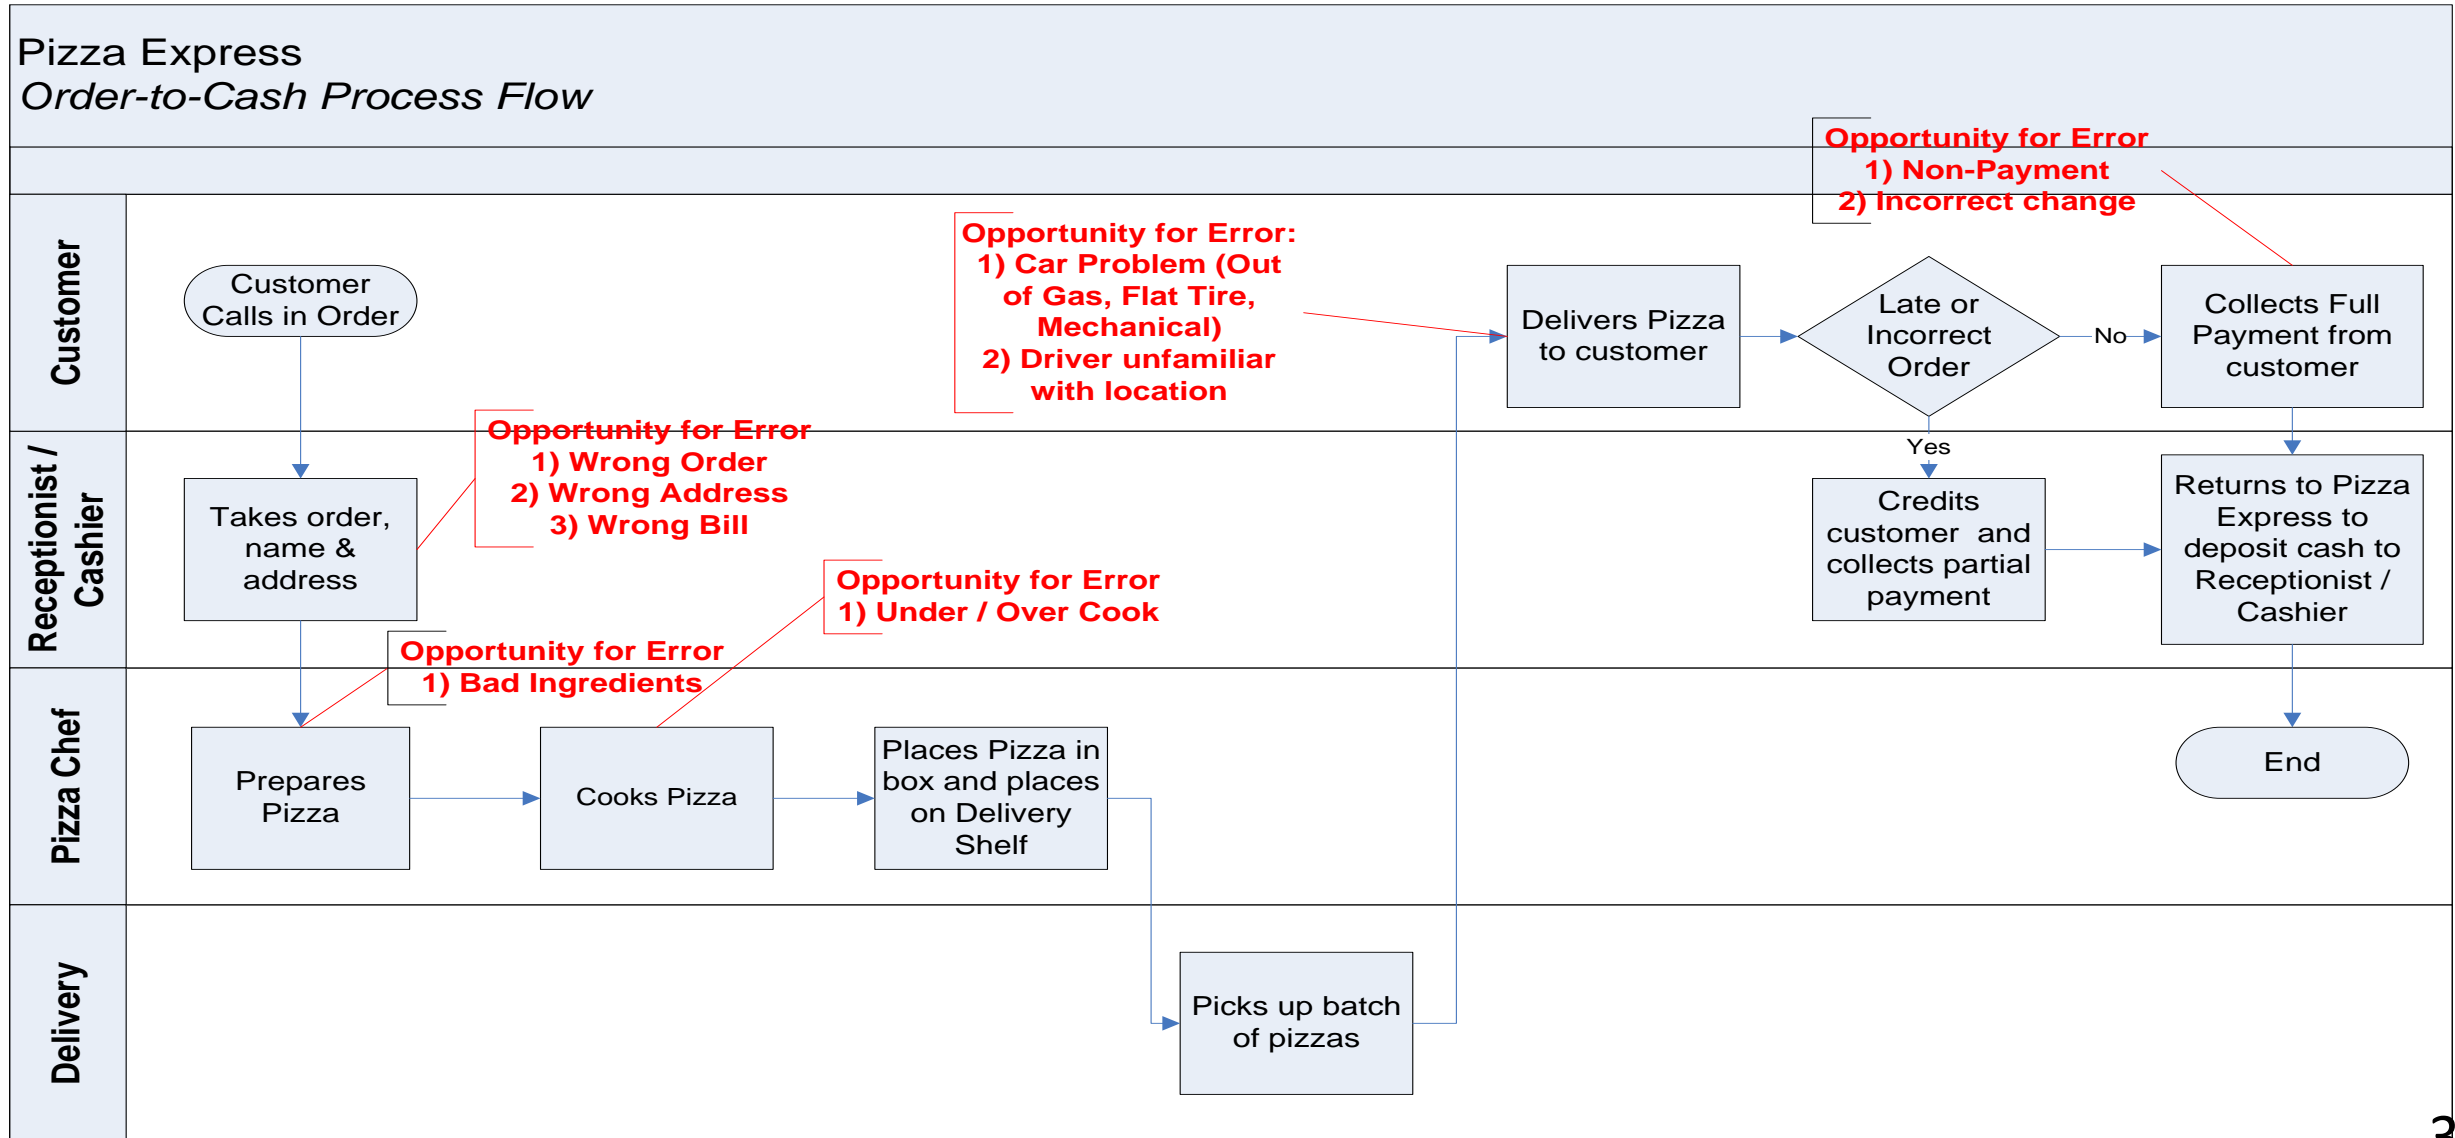 Pizza Express
Order-to-Cash Process Flow
Opportunity for Error
1) Non-Payment
2) Incorrect change
Customer
Customer
Calls in Order
Opportunity for Error:
1) Car Problem (Out
of Gas, Flat Tire,
Mechanical)
2) Driver unfamiliar
with location
Delivers Pizza
to customer
Late or
Incorrect
Order
No
Collects Full
Payment from
customer
Yes
Receptionist /
Cashier
Takes order,
name &
address
Opportunity for Error
1) Wrong Order
2) Wrong Address
3) Wrong Bill
Credits
customer and
collects partial
payment
Returns to Pizza
Express to
deposit cash to
Receptionist /
Cashier
Opportunity for Error
1) Under / Over Cook
Opportunity for Error
1) Bad Ingredients
Pizza Chef
Prepares
Pizza
Cooks Pizza
Places Pizza in
box and places
on Delivery
Shelf
End
Delivery
Picks up batch
of pizzas